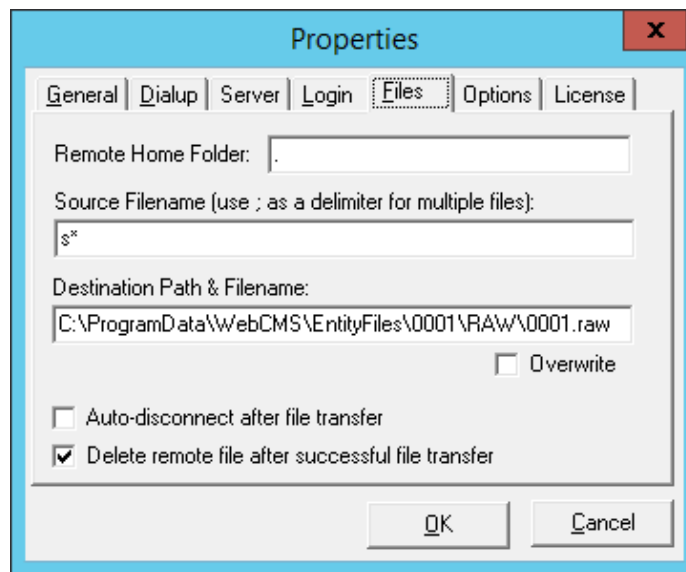 Properties
x
General Dialup Server Login Files Options License
Remote Home Folder: .
Source Filename (use ; as a delimiter for multiple files):
s*
Destination Path & Filename:
C:\ProgramData\WebCMS\EntityFiles\0001\RAW\0001.raw
Overwrite
Auto-disconnect after file transfer
Delete remote file after successful file transfer
OK Cancel